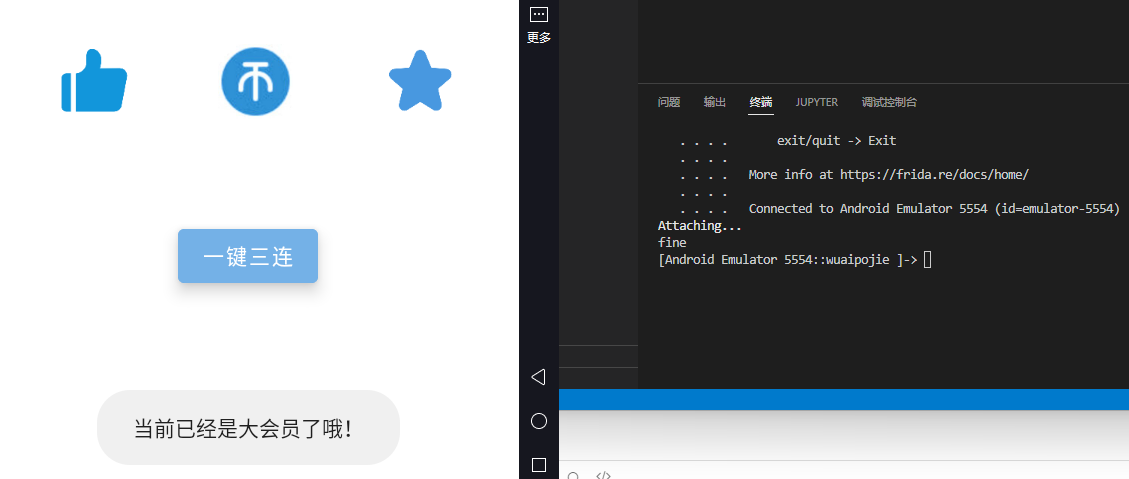 一键三连
当前已经是大会员了哦!
更多
问题 输出 终端 JUPYTER 调试控制台
. . . . exit/quit -> Exit
. . . .
. . . . More info at https://frida.re/docs/home/
. . . .
. . . . Connected to Android Emulator 5554 (id=emulator-5554)
Attaching...
fine
[Android Emulator 5554::wuaipojie ]->